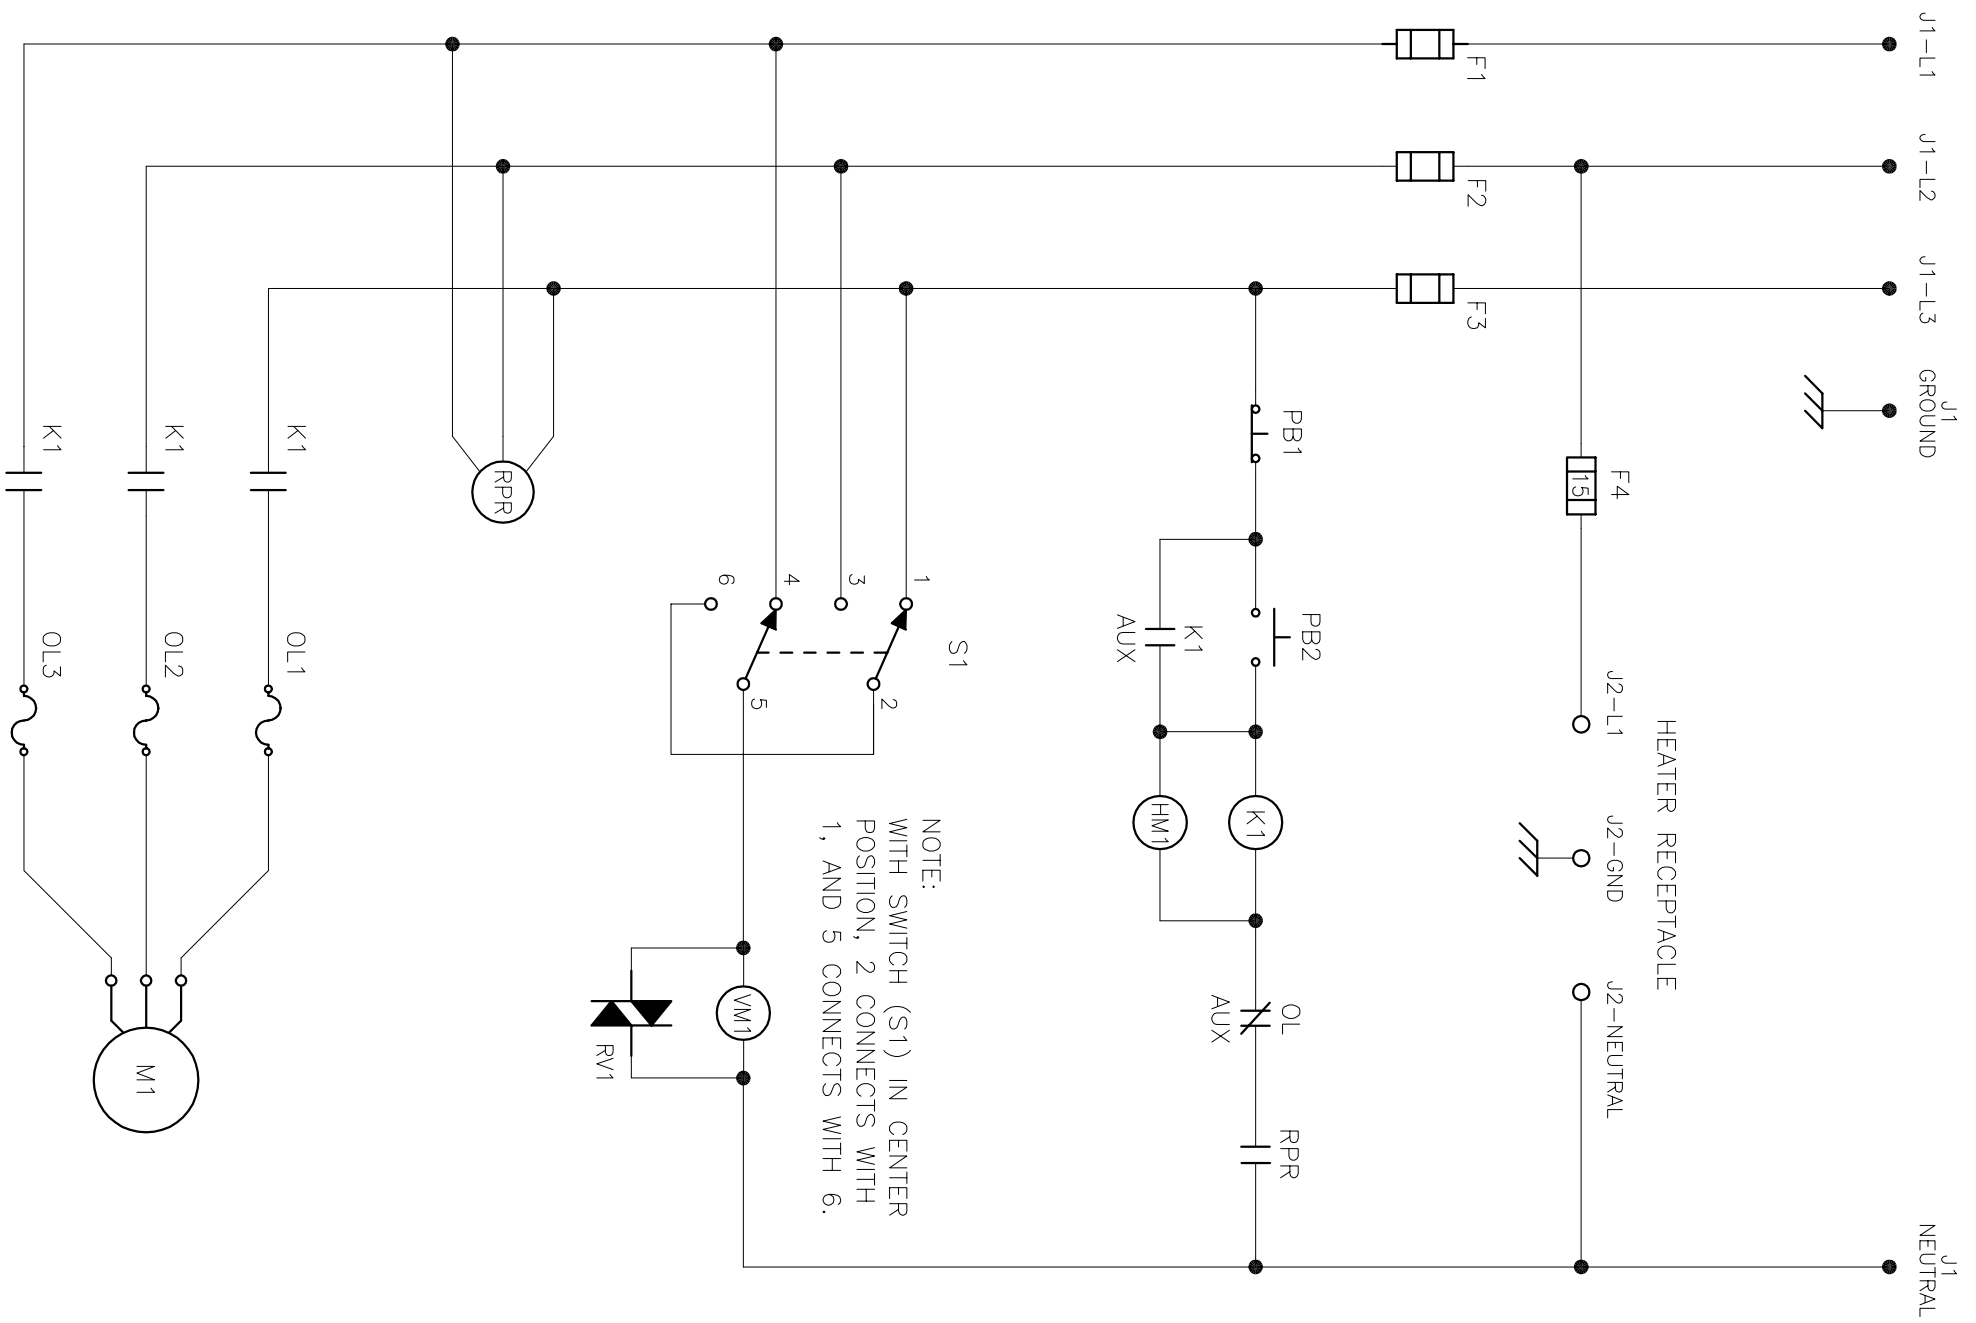 J1-L1
J1-L2
J1-L3
J1
GROUND
J1
NEUTRAL
HEATER RECEPTACLE
F4
15
J2-L1
J2-GND
J2-NEUTRAL
F1
F2
F3
PB1
PB2
K1
AUX
K1
HM1
OL
AUX
RPR
S1
1
3
4
6
2
5
NOTE:
WITH SWITCH (S1) IN CENTER
POSITION, 2 CONNECTS WITH
1, AND 5 CONNECTS WITH 6.
VM1
RV1
RPR
K1
OL1
K1
OL2
K1
OL3
M1